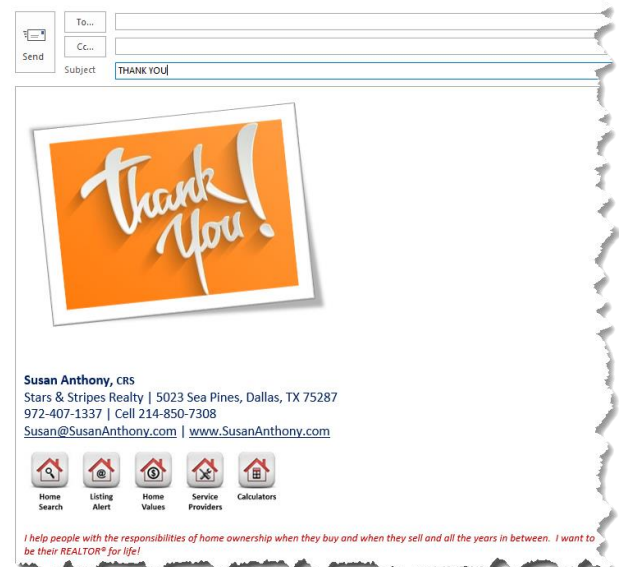 To...
Cc...
Send
Subject
THANK YOU
Thank
You!
Susan Anthony, CRS
Stars & Stripes Realty | 5023 Sea Pines, Dallas, TX 75287
972-407-1337 | Cell 214-850-7308
Susan@SusanAnthony.com | www.SusanAnthony.com
@
$
Home Search
Listing Alert
Home Values
Service Providers
Calculators
I help people with the responsibilities of home ownership when they buy and when they sell and all the years in between. I want to
be their REALTOR® for life!